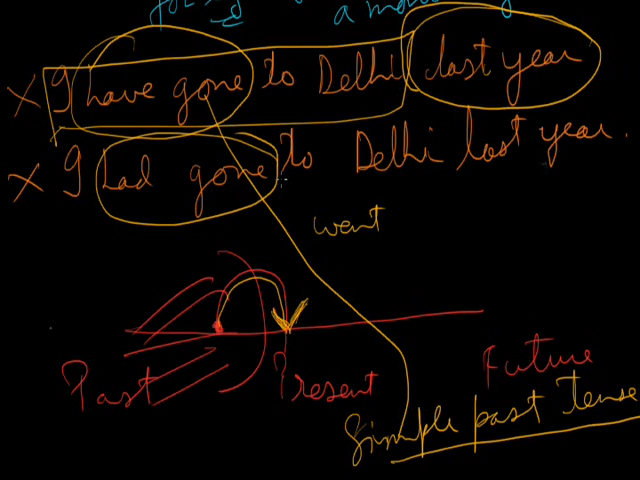 a
× I have gone to Delhi last year
× I had gone to Delhi last year.
went
Past Present Future
Simple past tense